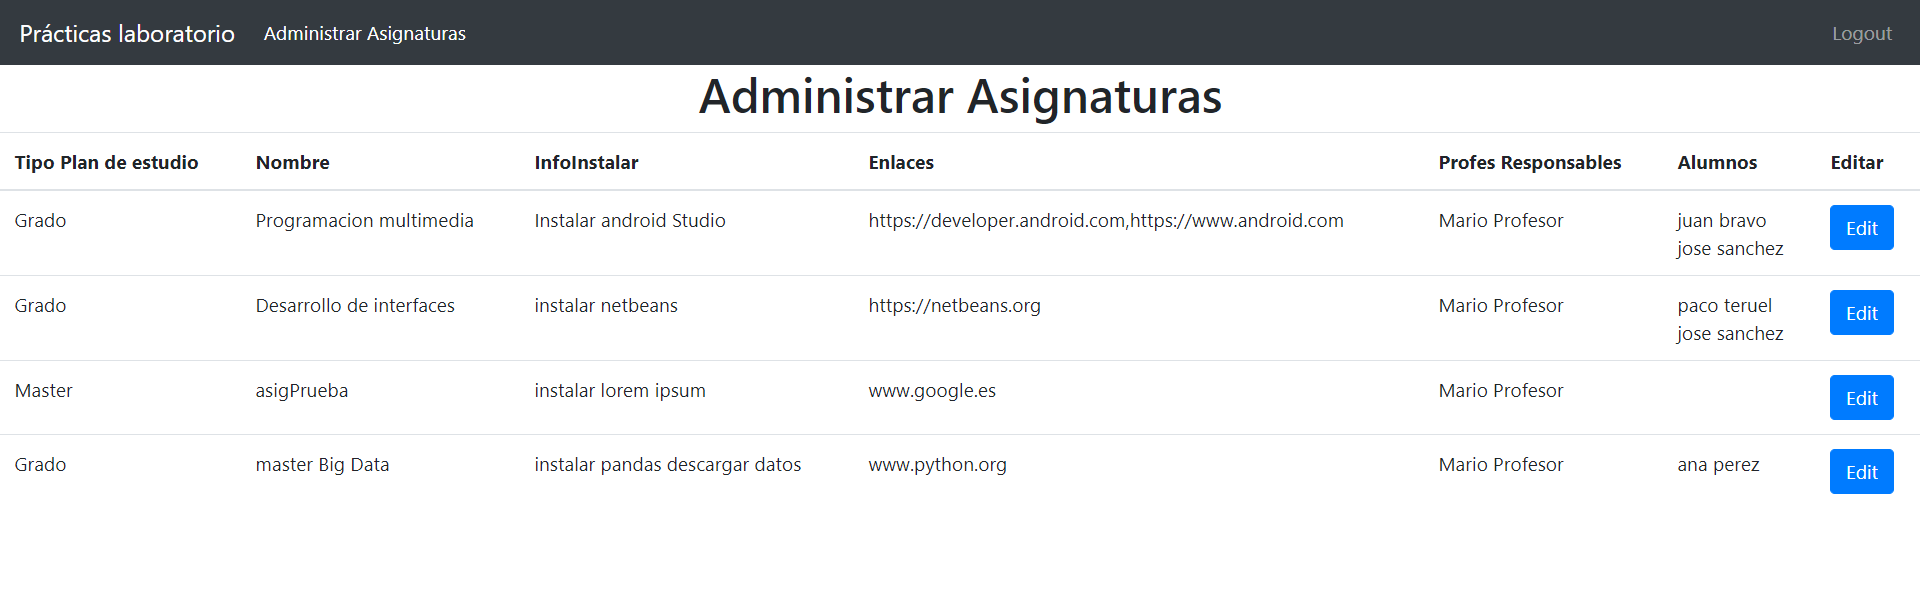 Prácticas laboratorio Administrar Asignaturas Logout
Administrar Asignaturas
Tipo Plan de estudio Nombre InfoInstalar Enlaces Profes Responsables Alumnos Editar
Grado Programacion multimedia Instalar android Studio https://developer.android.com,https://www.android.com Mario Profesor juan bravo Edit
jose sanchez
Grado Desarrollo de interfaces instalar netbeans https://netbeans.org Mario Profesor paco teruel Edit
jose sanchez
Master asigPrueba instalar lorem ipsum www.google.es Mario Profesor Edit
Grado master Big Data instalar pandas descargar datos www.python.org Mario Profesor ana perez Edit